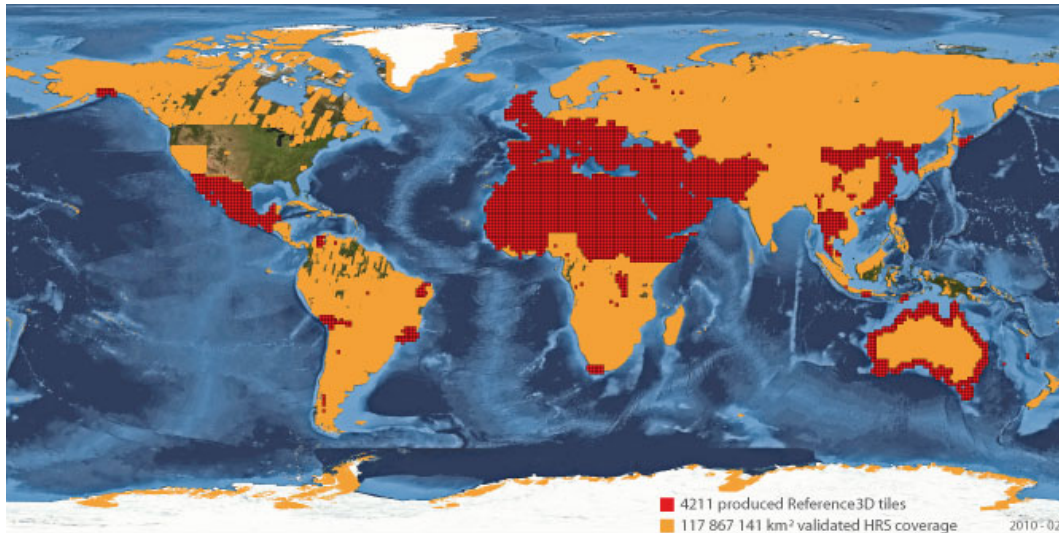 4211 produced Reference3D tiles
117 867 141 km² validated HRS coverage
2010 - 02